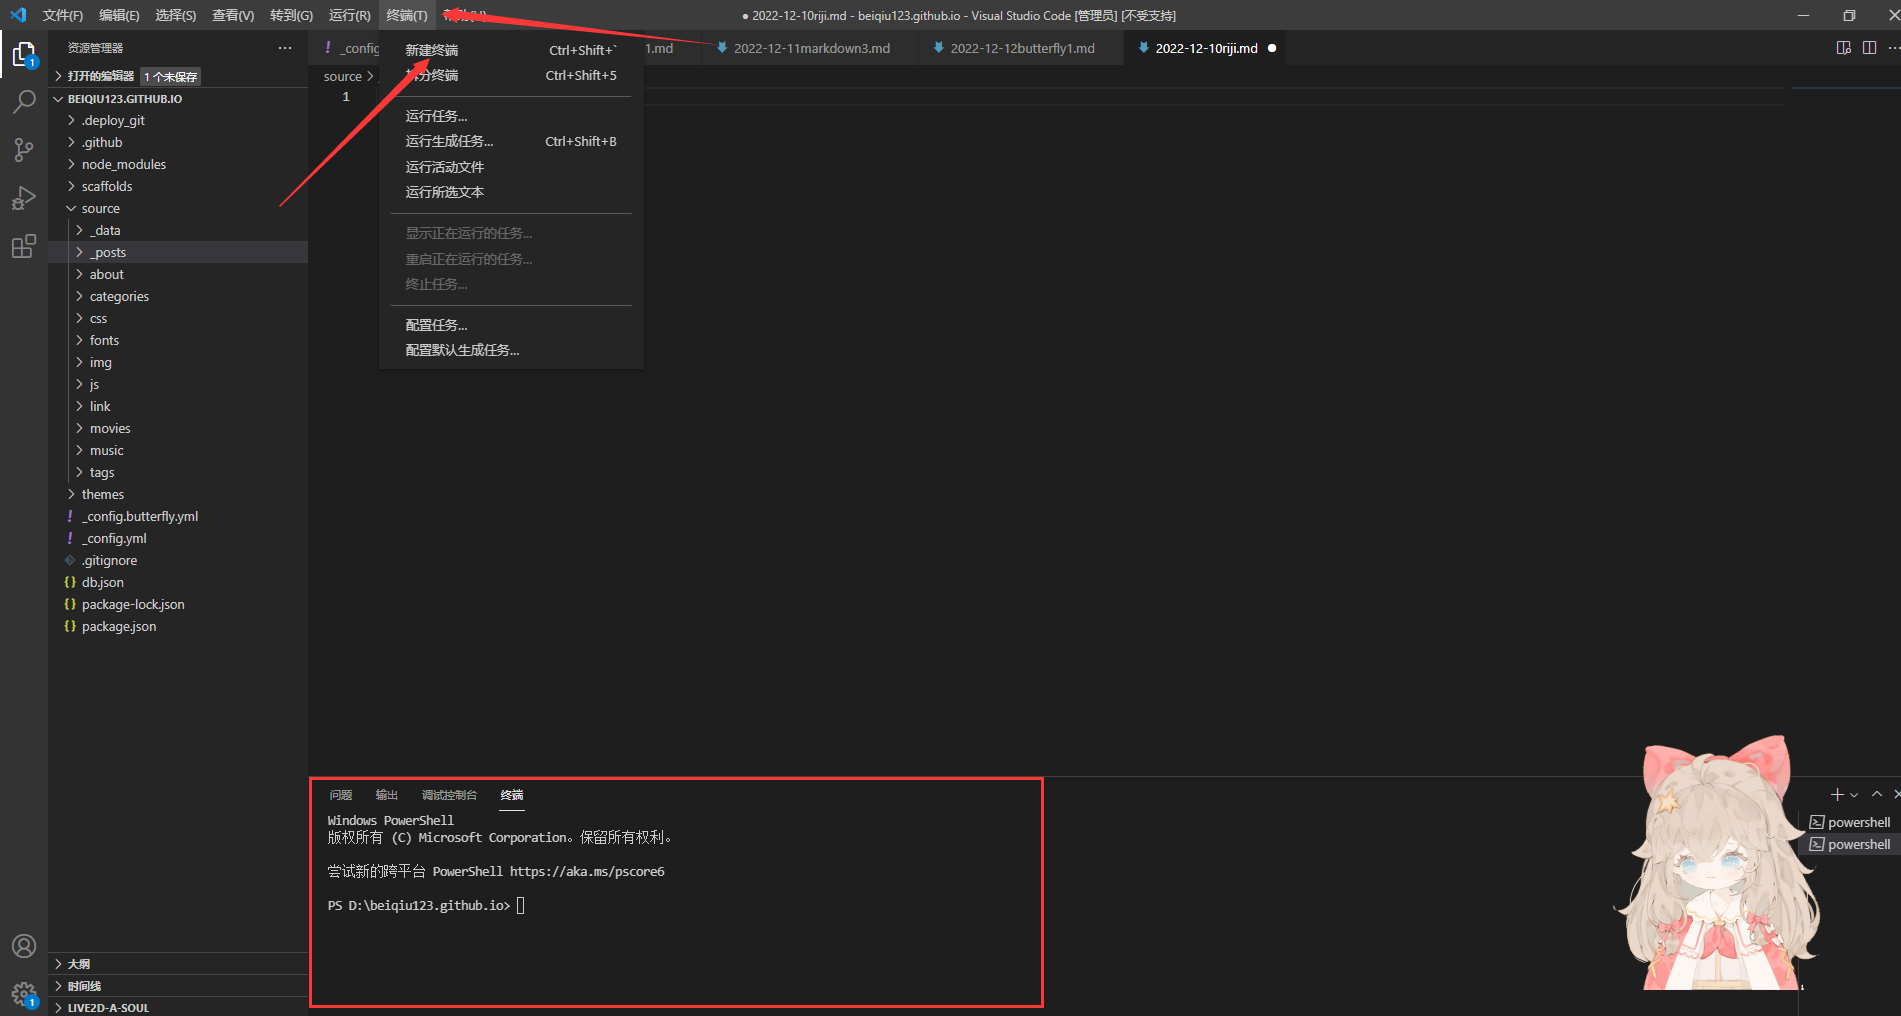 文件(F) 编辑(E) 选择(S) 查看(V) 转到(G) 运行(R) 终端(T)
● 2022-12-10riji.md - beiqiu123.github.io - Visual Studio Code [管理员] [不受支持]
资源管理器
打开的编辑器 1 个未保存
BEIQIU123.GITHUB.IO
.deploy_git
.github
node_modules
scaffolds
source
_data
_posts
about
categories
css
fonts
img
js
link
movies
music
tags
themes
_config.butterfly.yml
_config.yml
.gitignore
db.json
package-lock.json
package.json
大纲
时间线
LIVE2D-A-SOUL
1
1
_config
1.md
2022-12-11markdown3.md
2022-12-12butterfly1.md
2022-12-10riji.md
source
1
新建终端 Ctrl+Shift+`
分终端 Ctrl+Shift+5
运行任务...
运行生成任务... Ctrl+Shift+B
运行活动文件
运行所选文本
显示正在运行的任务...
重启正在运行的任务...
终止任务...
配置任务...
配置默认生成任务...
问题 输出 调试控制台 终端
Windows PowerShell
版权所有 (C) Microsoft Corporation。保留所有权利。
尝试新的跨平台 PowerShell https://aka.ms/pscore6
PS D:\beiqiu123.github.io>
powershell
powershell